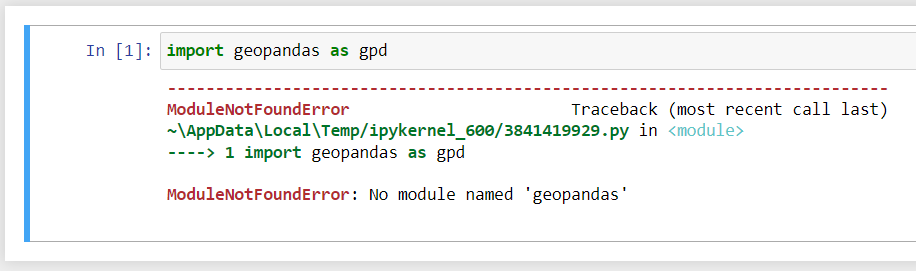 In [1]: import geopandas as gpd
---------------------------------------------------------------------------
ModuleNotFoundError                       Traceback (most recent call last)
~\AppData\Local\Temp/ipykernel_600/3841419929.py in <module>
----> 1 import geopandas as gpd
ModuleNotFoundError: No module named 'geopandas'